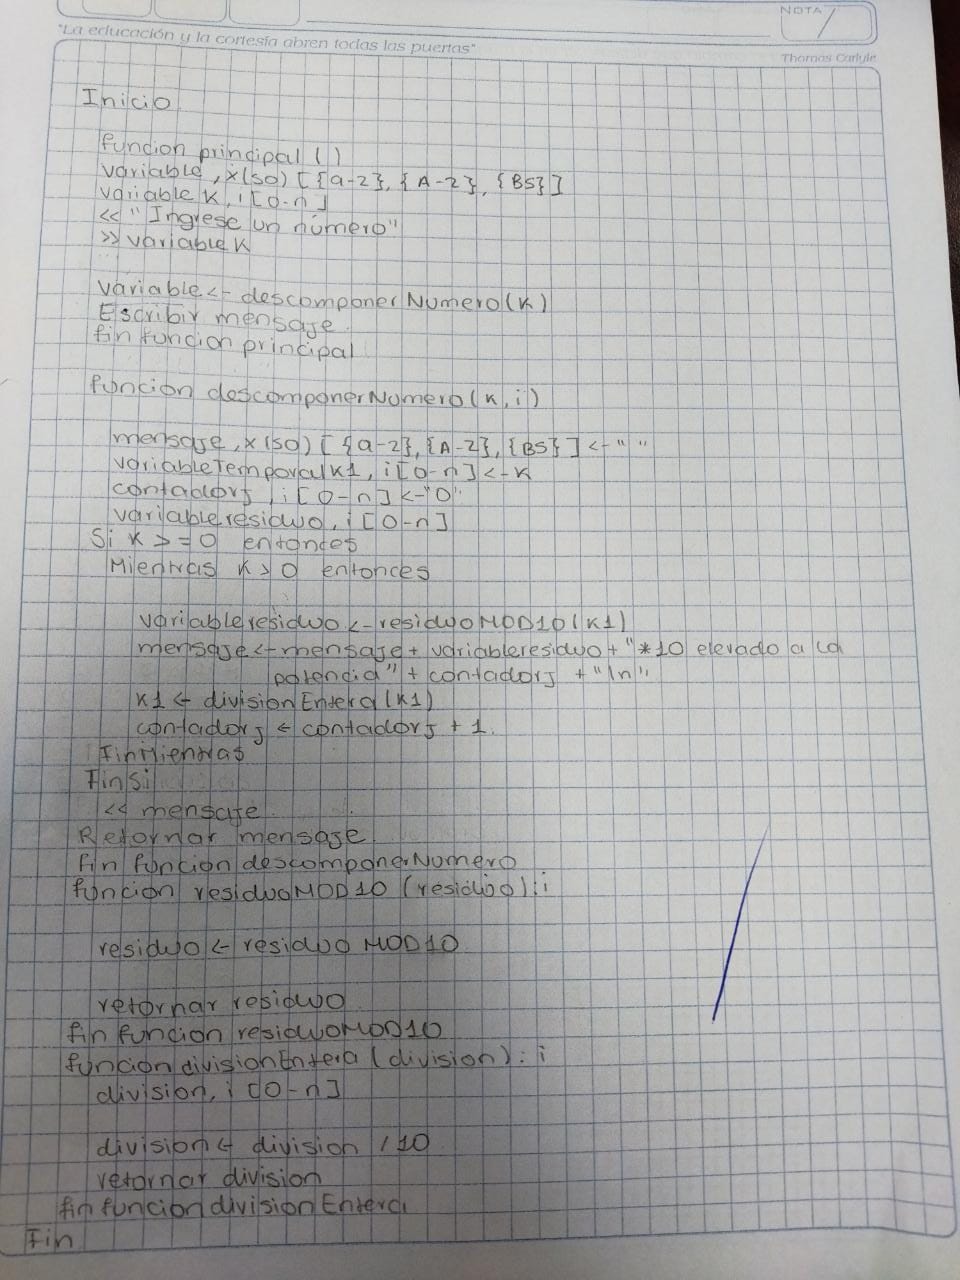 NOTA
"La educación y la cortesía abren todas las puertas"
Thomas Carlyle
Inicio
funcion principal ()
variable, x(50) [{a-z}, {A-Z}, {BS}]
variable k, i[0-n]
<< "Ingrese un número"
>> variable k
variable <- descomponerNumero(k)
Escribir mensaje.
fin funcion principal
función descomponerNumero(k,i)
mensaje, x(50) [{a-z}, {A-Z}, {BS}] <- " "
variableTemporalk1, i[0-n] <- k
contadorj, i[0-n] <- "0"
variableresiduo, i[0-n]
Si k >= 0 entonces
Mientras k > 0 entonces
variableresiduo <- residuoMOD10(k1)
mensaje <- mensaje + variableresiduo + "*10 elevado a la
potencia" + contadorj + "\n"
k1 <- divisionEntera(k1)
contadorj <- contadorj + 1.
FinMientras
FinSi
<< mensaje
Retornar mensaje.
Fin función descomponerNumero
función residuoMOD10 (residuo): i
residuo <- residuo MOD10
retornar residuo
fin funcion residuoMOD10
funcion divisionEntera (division): i
division, i [0-n]
division <- division / 10
retornar division
fin funcion divisionEntera
Fin